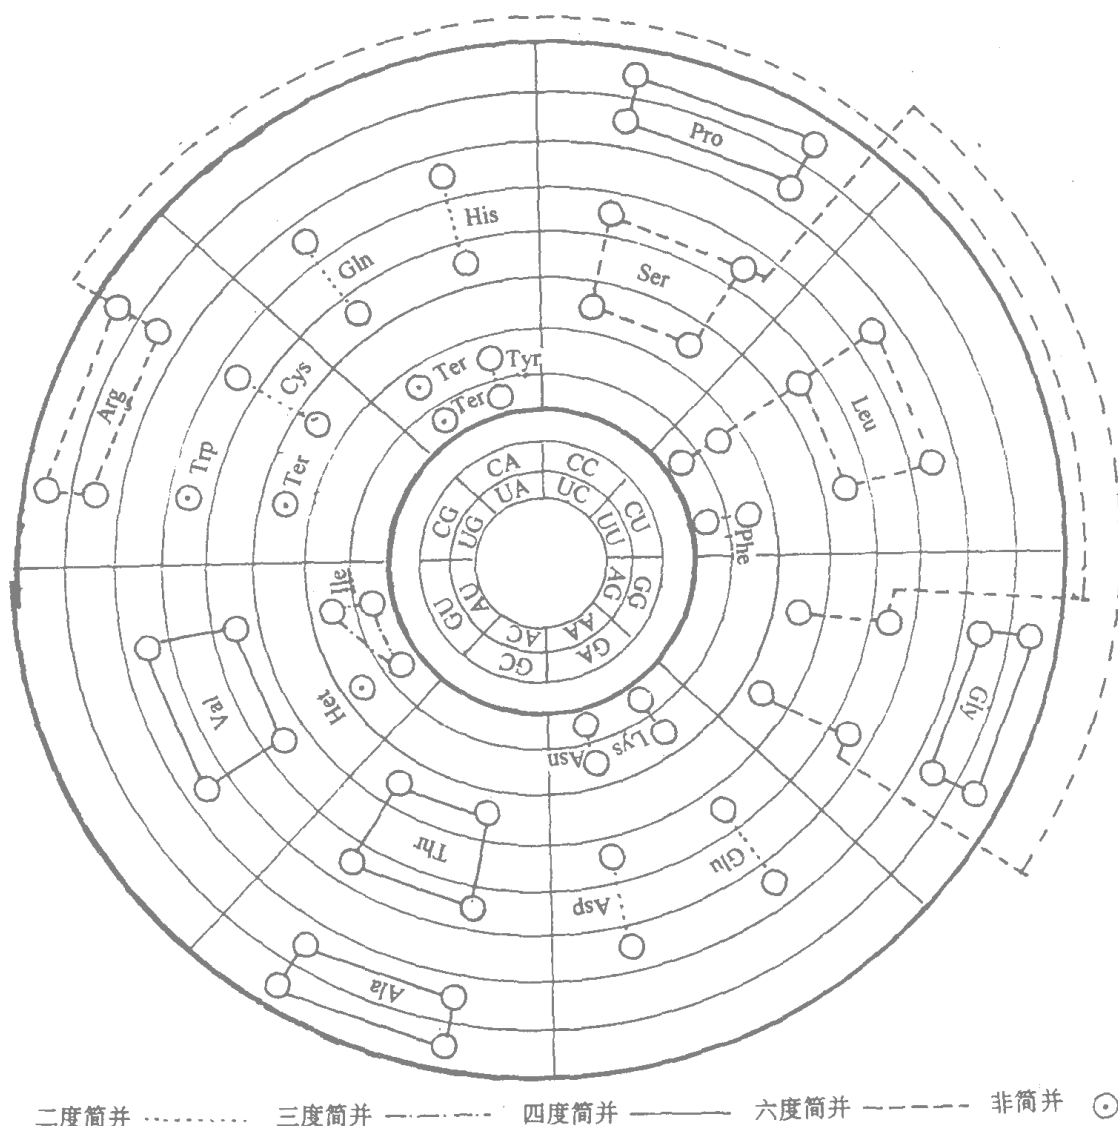 Pro
His
Gln
Ser
Cys
Ter
Tyr
Ter
Arg
Leu
Trp
Ter
Phe
CA
CC
UA
UC
CG
CU
UG
UU
AU
AG
GU
GG
AC
AA
GC
GA
Ile
Het
Val
Gly
Lys
Asn
Thr
Glu
Asp
Ala
二度简并 三度简并 四度简并 六度简并 非简并